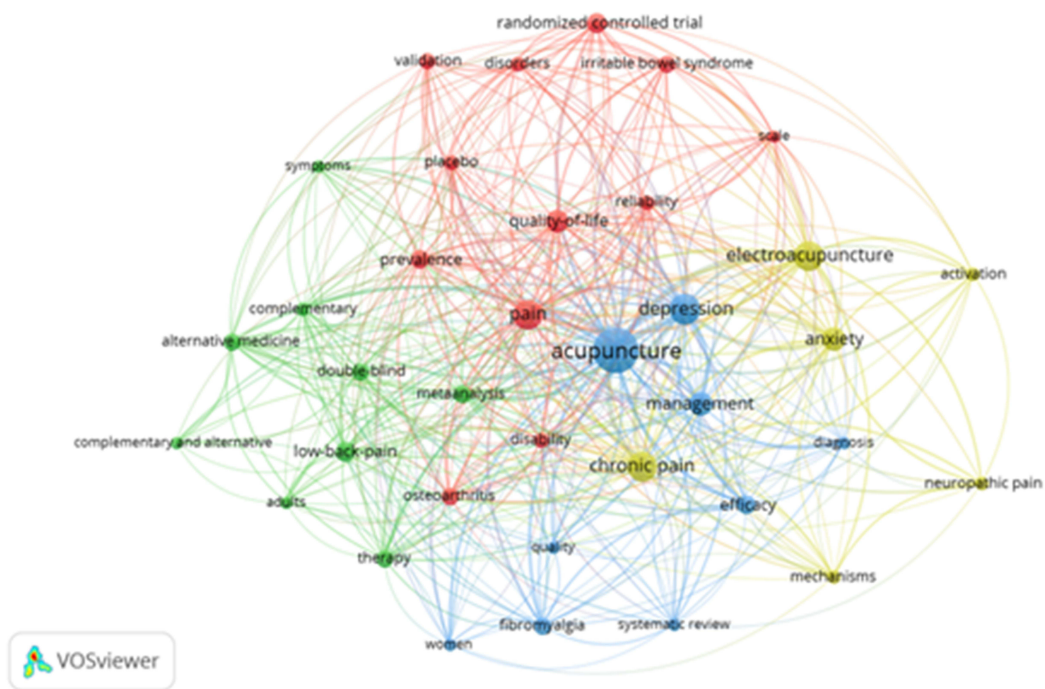 randomized controlled trial
validation
disorders
irritable bowel syndrome
scale
symptoms
placebo
reliability
quality-of-life
electroacupuncture
prevalence
activation
complementary
pain
depression
alternative medicine
anxiety
acupuncture
double-blind
metaanalysis
management
complementary and alternative
disability
diagnosis
low-back-pain
chronic pain
neuropathic pain
adults
osteoarthritis
efficacy
therapy
quality
mechanisms
women
fibromyalgia
systematic review
VOSviewer